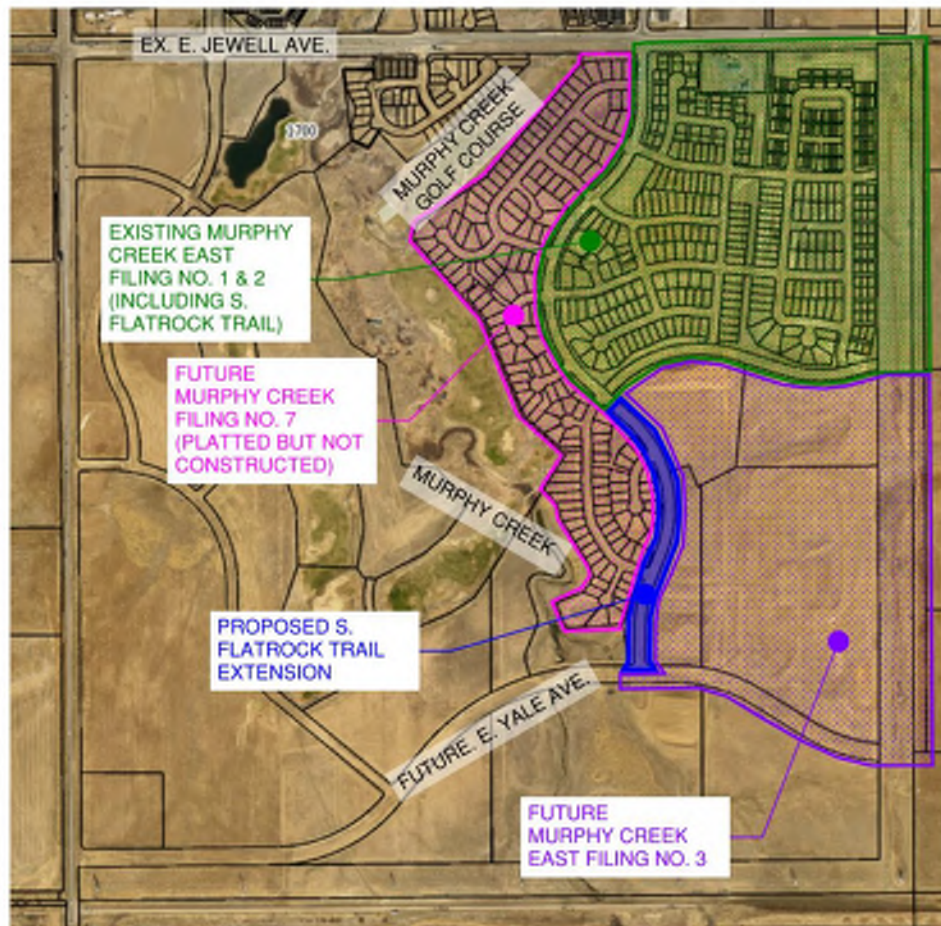 EX. E. JEWELL AVE.
1700
MURPHY CREEK
GOLF COURSE
EXISTING MURPHY
CREEK EAST
FILING NO. 1 & 2
(INCLUDING S.
FLATROCK TRAIL)
FUTURE
MURPHY CREEK
FILING NO. 7
(PLATTED BUT NOT
CONSTRUCTED)
MURPHY CREEK
PROPOSED S.
FLATROCK TRAIL
EXTENSION
FUTURE. E. YALE AVE.
FUTURE
MURPHY CREEK
EAST FILING NO. 3